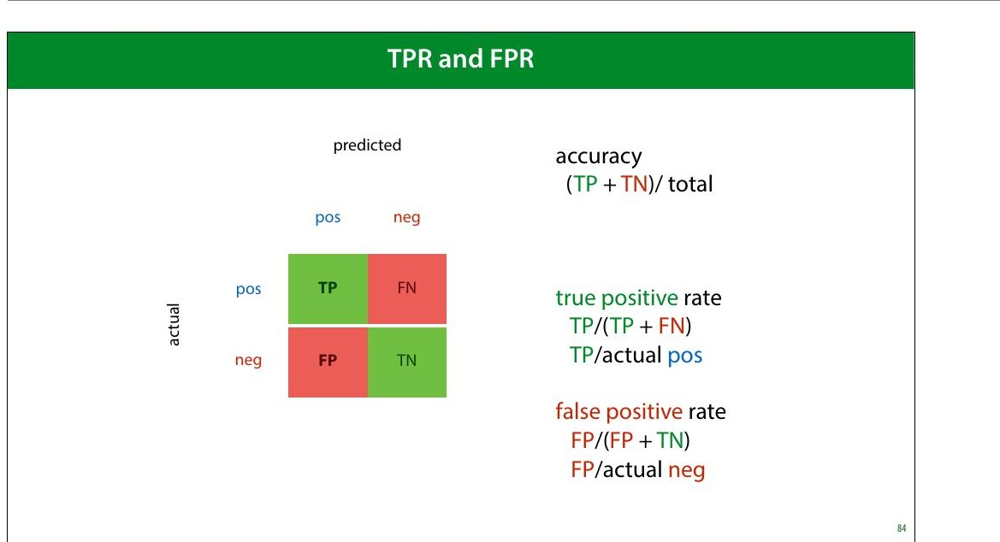 TPR and FPR
predicted
pos neg
actual
pos TP FN
neg FP TN
accuracy
(TP + TN)/ total
true positive rate
TP/(TP + FN)
TP/actual pos
false positive rate
FP/(FP + TN)
FP/actual neg
84